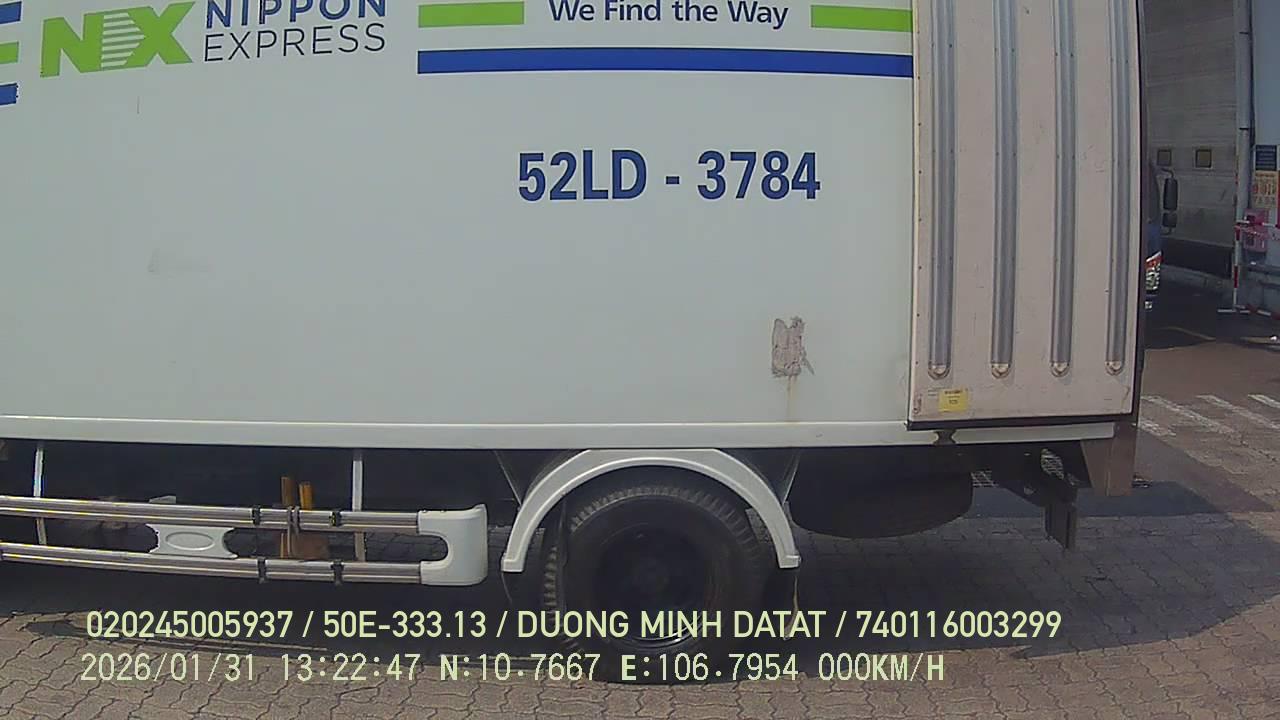 NX NIPPON EXPRESS
We Find the Way
52LD - 3784
020245005937 / 50E-333.13 / DUONG MINH DATAT / 740116003299
2026/01/31 13:22:47 N:10.7667 E:106.7954 000KM/H